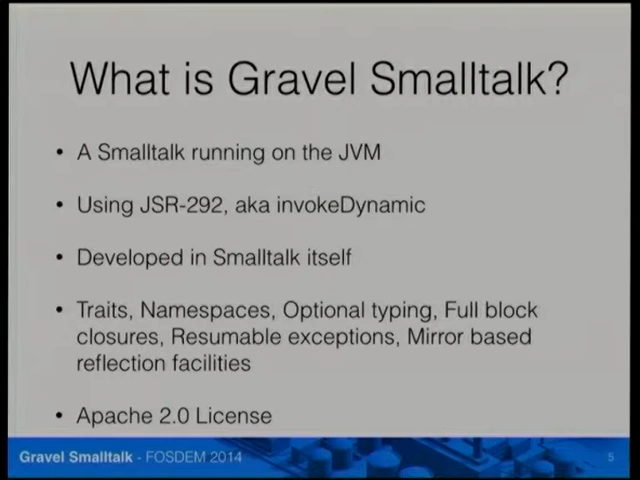 What is Gravel Smalltalk?
• A Smalltalk running on the JVM
• Using JSR-292, aka invokeDynamic
• Developed in Smalltalk itself
• Traits, Namespaces, Optional typing, Full block
closures, Resumable exceptions, Mirror based
reflection facilities
• Apache 2.0 License
Gravel Smalltalk - FOSDEM 2014
5